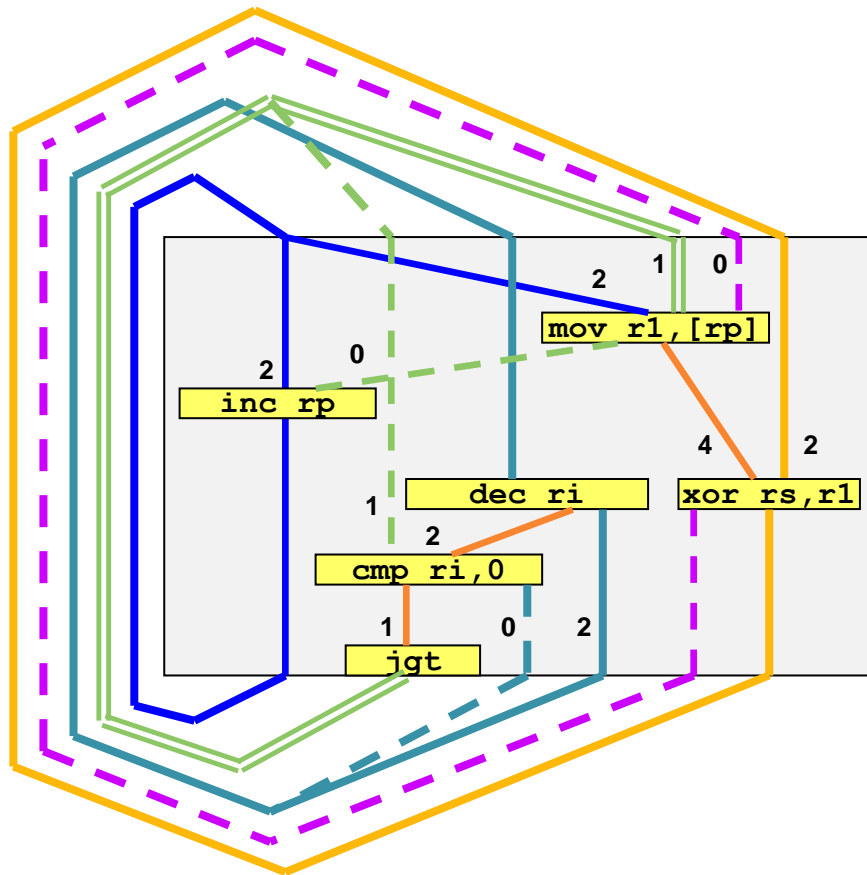 1 0
2
mov r1,[rp]
0
2
inc rp
4 2
dec ri
xor rs,r1
1
2
cmp ri,0
1 0 2
jgt